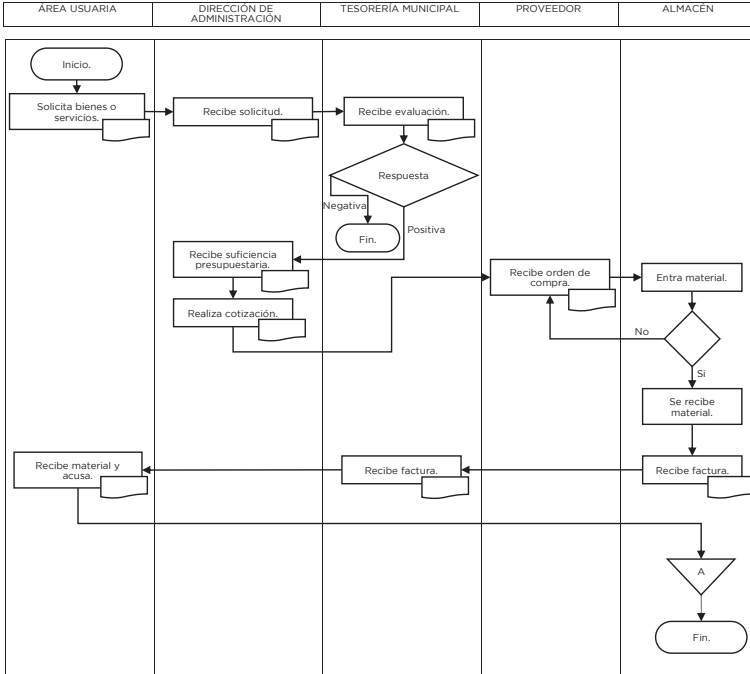 ÁREA USUARIA
DIRECCIÓN DE
ADMINISTRACIÓN
TESORERÍA MUNICIPAL
PROVEEDOR
ALMACÉN
Inicio.
Solicita bienes o
servicios.
Recibe solicitud.
Recibe evaluación.
Respuesta
Negativa
Positiva
Fin.
Recibe suficiencia
presupuestaria.
Realiza cotización.
Recibe orden de
compra.
Entra material.
No
Si
Se recibe
material.
Recibe factura.
Recibe factura.
Recibe material y
acusa.
A
Fin.